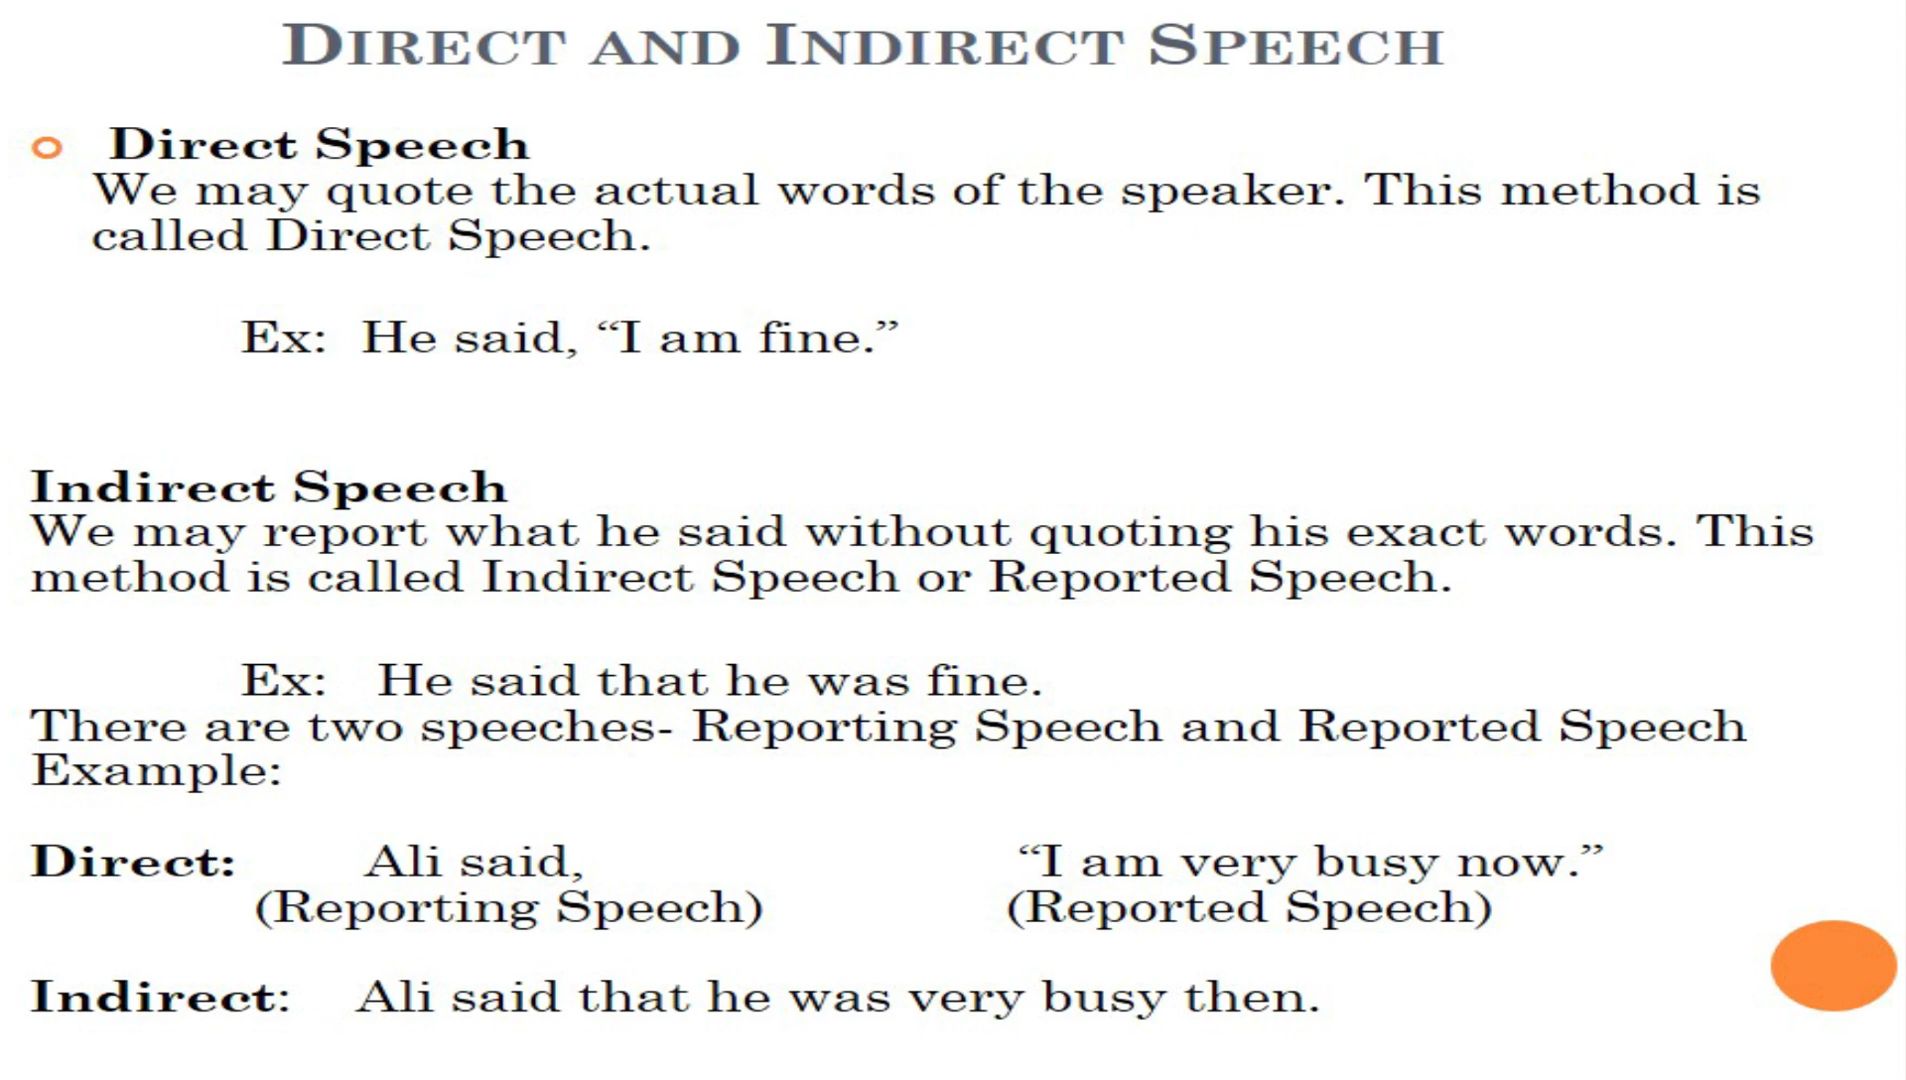 DIRECT AND INDIRECT SPEECH
Direct Speech
We may quote the actual words of the speaker. This method is
called Direct Speech.
Ex: He said, “I am fine.”
Indirect Speech
We may report what he said without quoting his exact words. This
method is called Indirect Speech or Reported Speech.
Ex: He said that he was fine.
There are two speeches- Reporting Speech and Reported Speech
Example:
Direct: Ali said, “I am very busy now.”
(Reporting Speech) (Reported Speech)
Indirect: Ali said that he was very busy then.